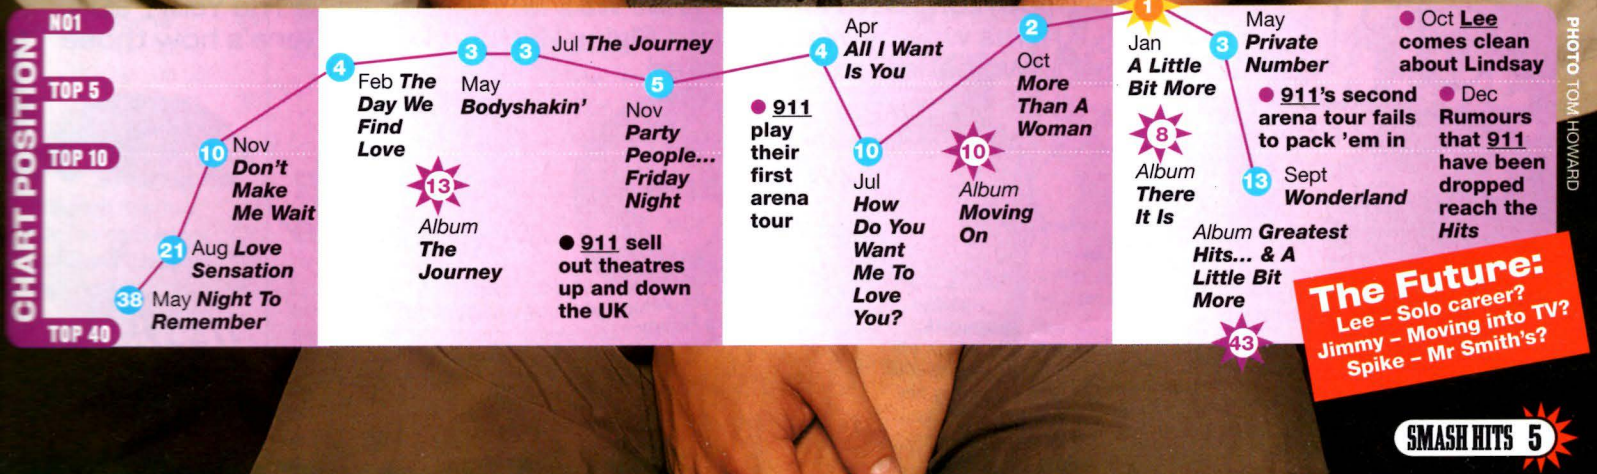 CHART POSITION
NO1
TOP 5
TOP 10
TOP 40
38
May Night To
Remember
21
Aug Love
Sensation
10
Nov
Don't
Make
Me Wait
4
Feb The
Day We
Find
Love
13
Album
The
Journey
3
May
Bodyshakin'
3
Jul The Journey
5
Nov
Party
People...
Friday
Night
● 911 sell
out theatres
up and down
the UK
● 911
play
their
first
arena
tour
4
Apr
All I Want
Is You
10
Jul
How
Do You
Want
Me To
Love
You?
10
Album
Moving
On
2
Oct
More
Than A
Woman
1
Jan
A Little
Bit More
8
Album
There
It Is
3
May
Private
Number
● 911's second
arena tour fails
to pack 'em in
13
Sept
Wonderland
Album Greatest
Hits... & A
Little Bit
More
43
● Oct Lee
comes clean
about Lindsay
● Dec
Rumours
that 911
have been
dropped
reach the
Hits
The Future:
Lee – Solo career?
Jimmy – Moving into TV?
Spike – Mr Smith's?
PHOTO TOM HOWARD
SMASH HITS 5